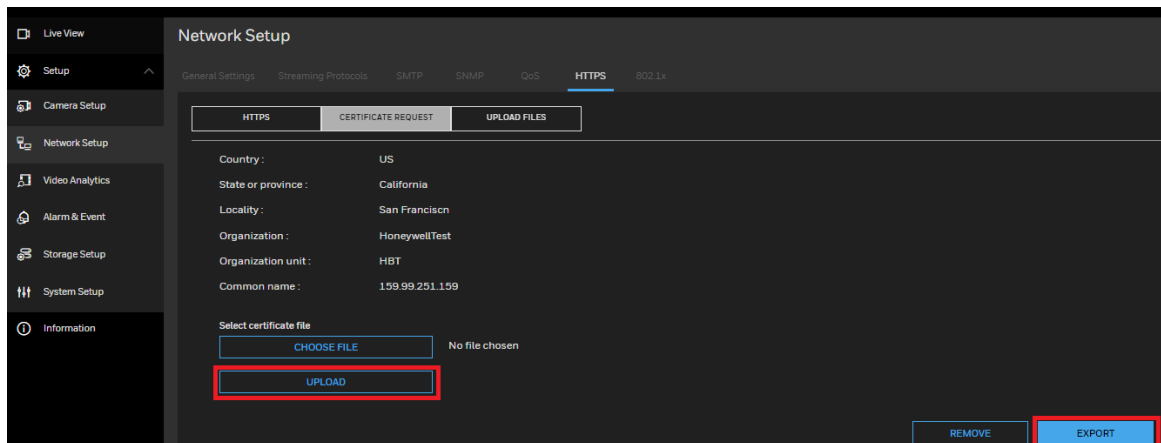 Live View
Setup
Camera Setup
Network Setup
Video Analytics
Alarm & Event
Storage Setup
System Setup
Information
Network Setup
General Settings Streaming Protocols SMTP SNMP QoS HTTPS 802.1x
HTTPS CERTIFICATE REQUEST UPLOAD FILES
Country : US
State or province : California
Locality : San Franciscn
Organization : HoneywellTest
Organization unit : HBT
Common name : 159.99.251.159
Select certificate file
CHOOSE FILE No file chosen
UPLOAD
REMOVE EXPORT